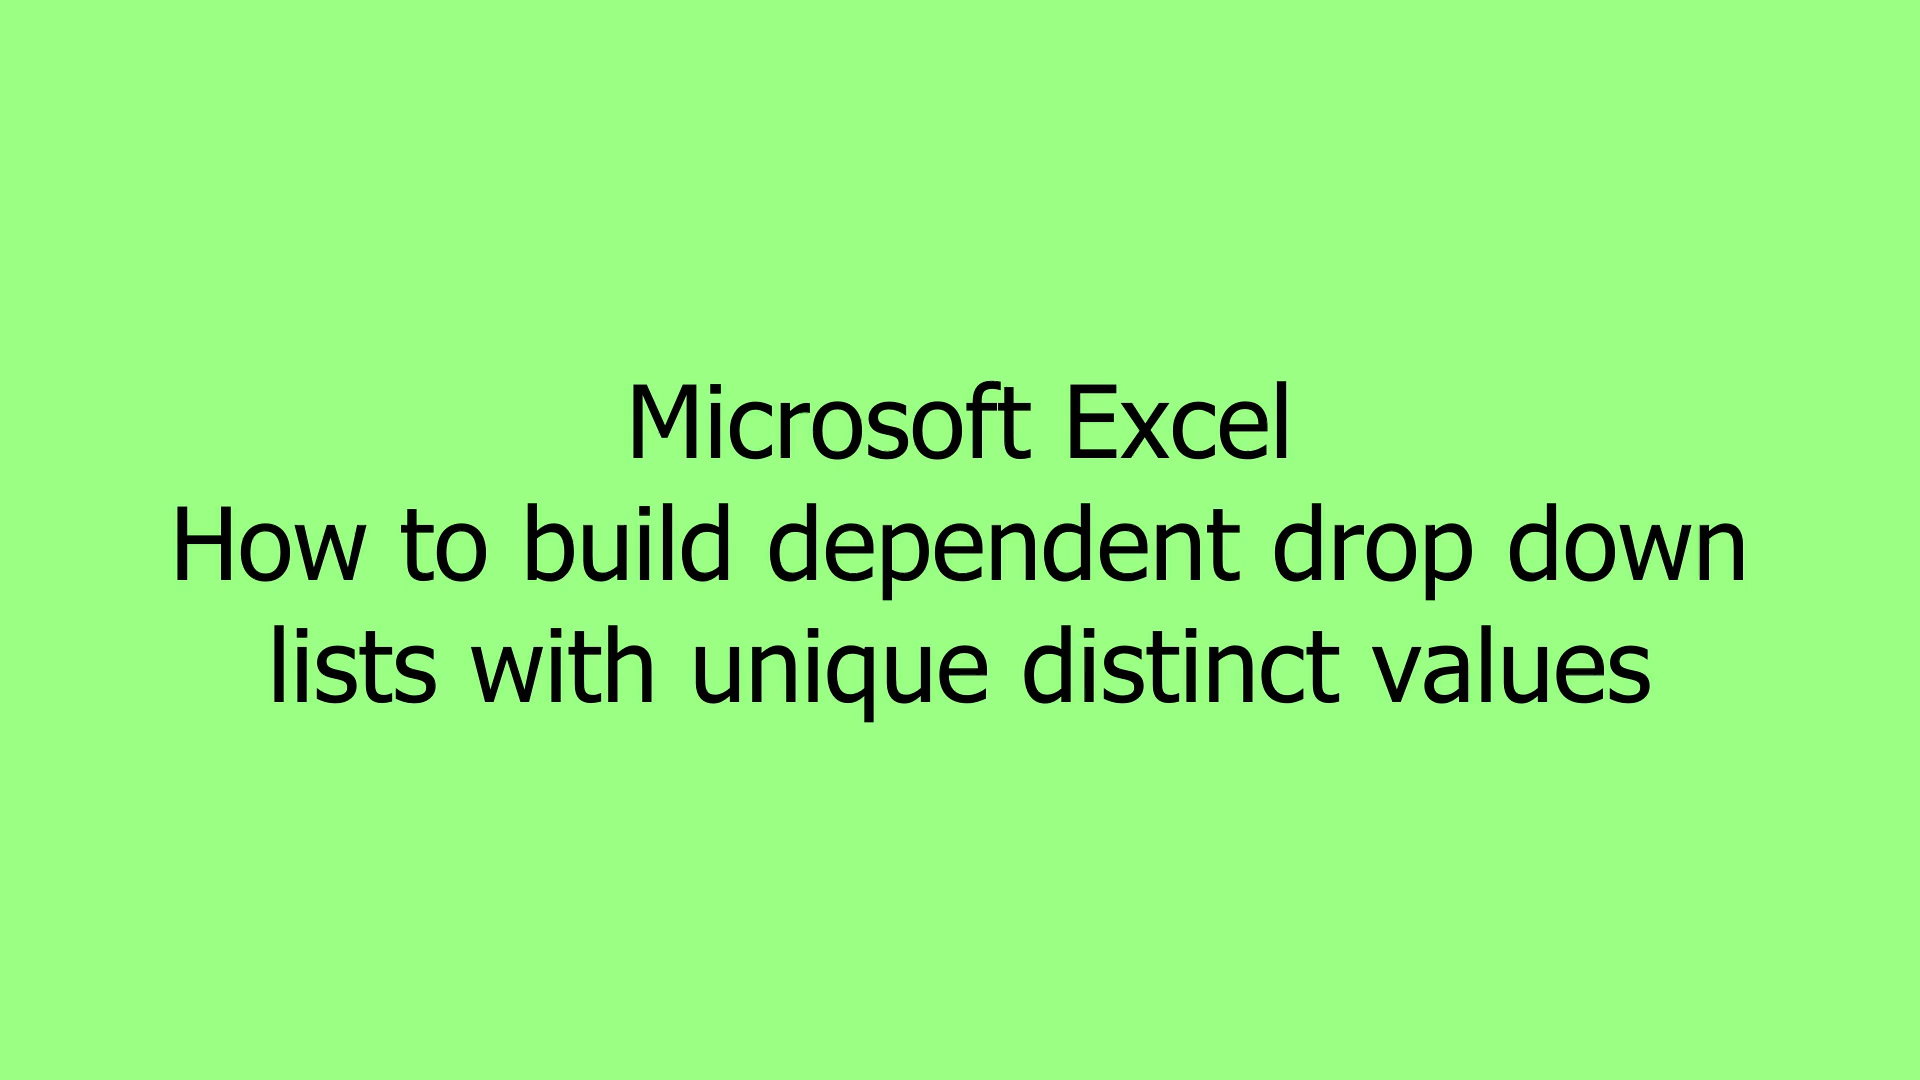 Microsoft Excel
How to build dependent drop down
lists with unique distinct values